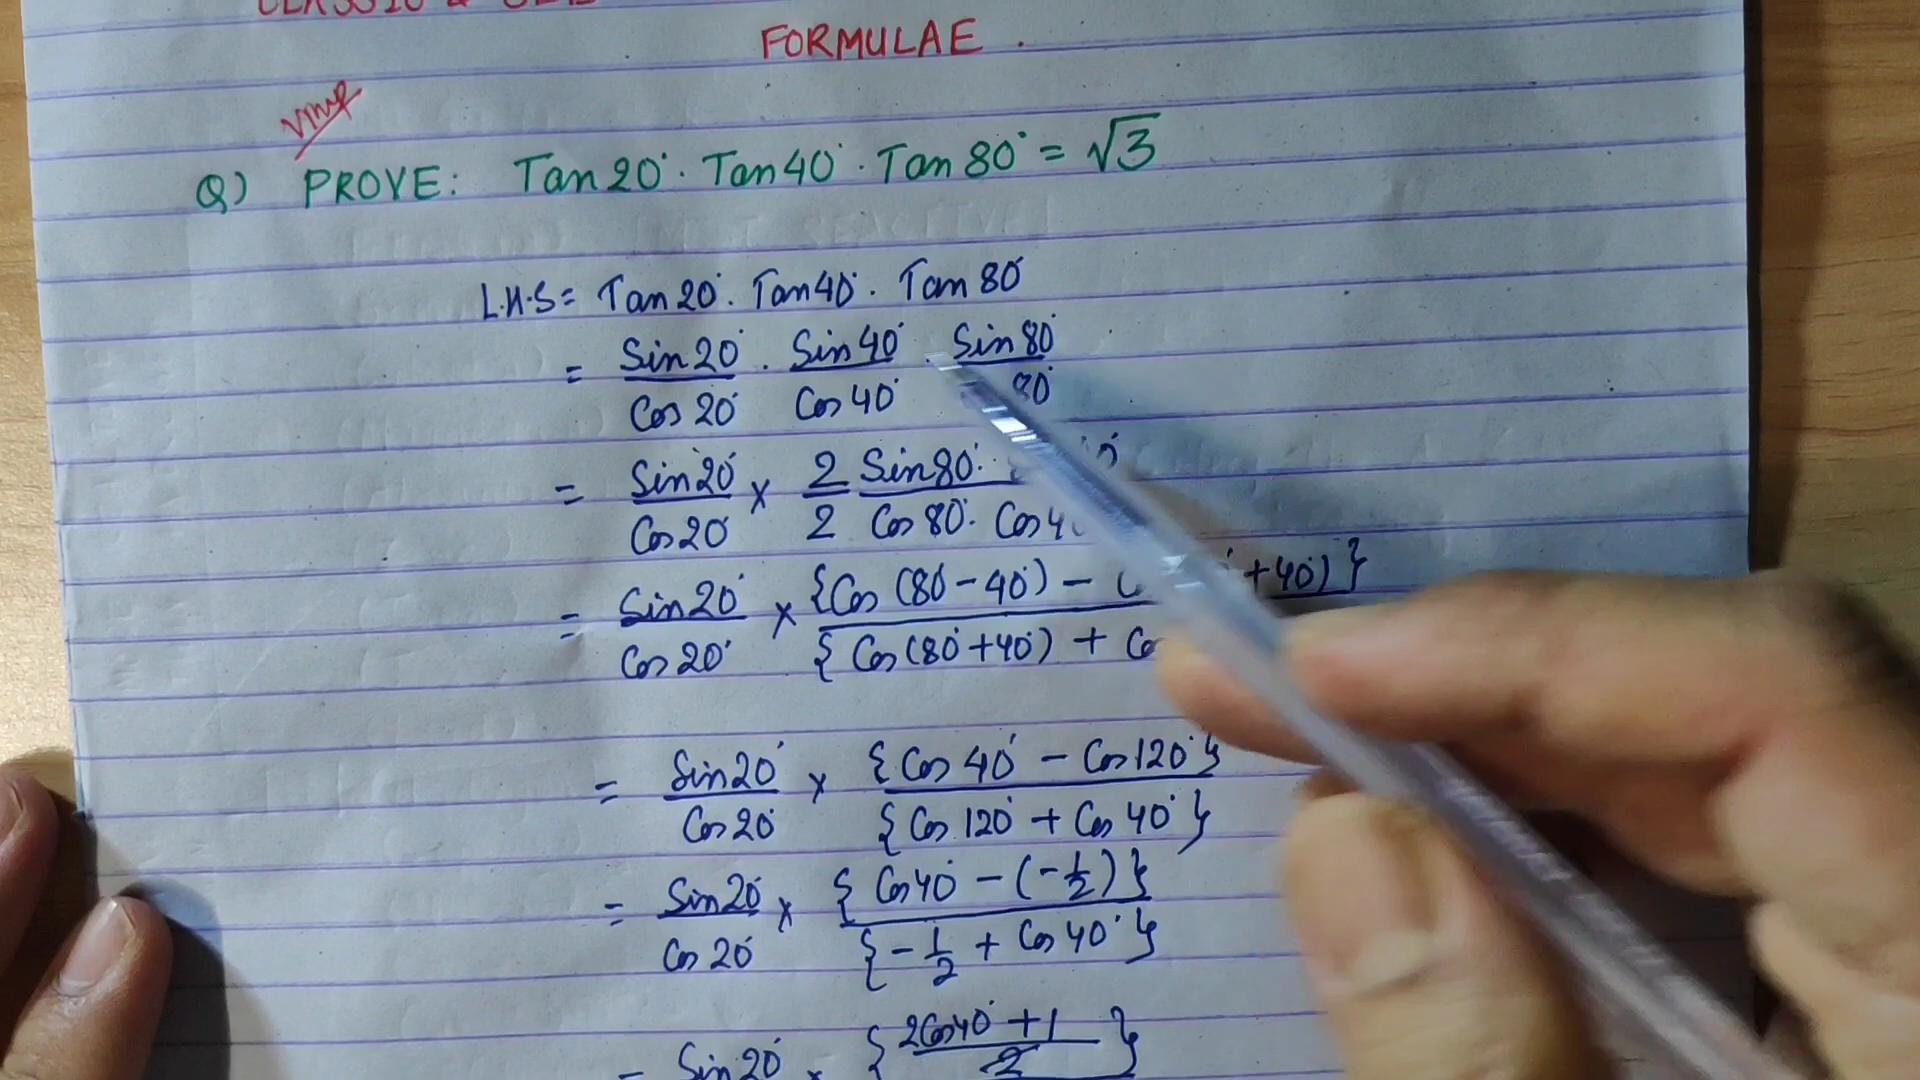 FORMULAE .
VImp
Q) PROVE: Tan 20° . Tan 40° . Tan 80° = √3
L.H.S = Tan 20° . Tan 40° . Tan 80°
= Sin 20° . Sin 40° . Sin 80°
Cos 20° Cos 40° 80°
= Sin 20° × 2 Sin 80° .
Cos 20° 2 Cos 80° . Cos 4
= Sin 20° × {Cos (80° - 40°) - + 40°) }
Cos 20° { Cos (80° + 40°) + Co
= Sin 20° × { Cos 40° - Cos 120° }
Cos 20° { Cos 120° + Cos 40° }
= Sin 20° × { Cos 40° - (-1/2) }
Cos 20° { - 1/2 + Cos 40° }
= Sin 20° × { 2Cos 40° + 1 }
2